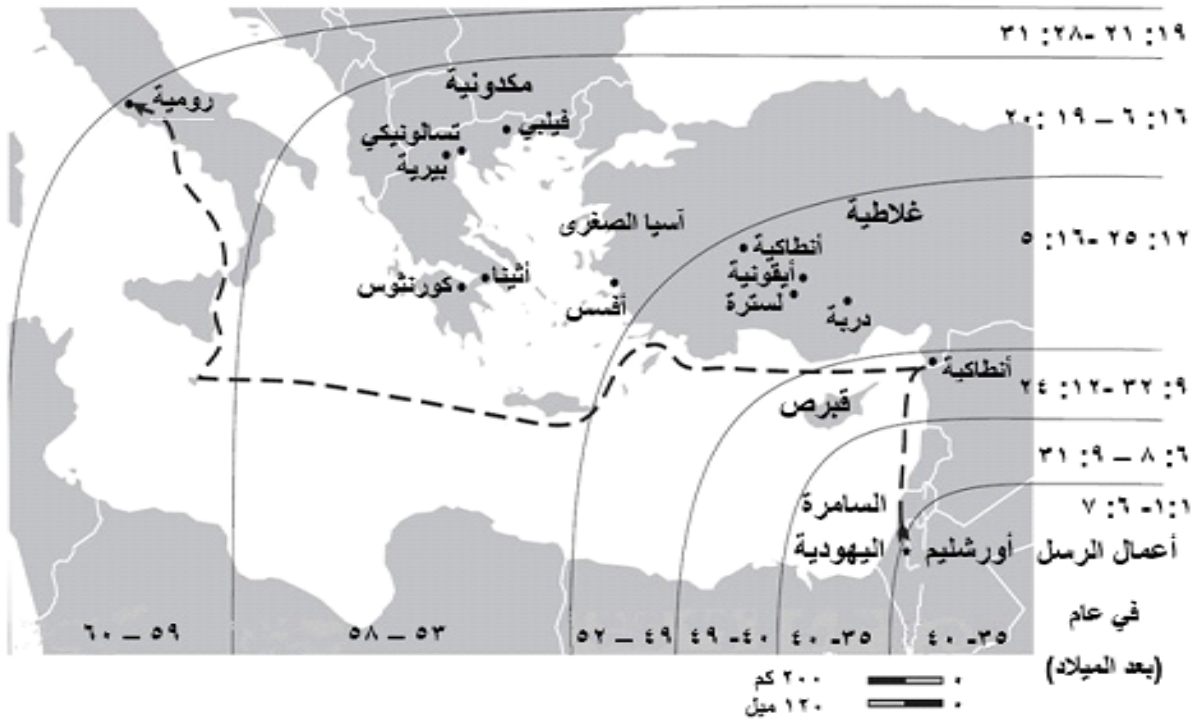 ١٩: ٢١ -٢٨: ٣١
مكدونية
رومية
١٦: ٦ – ١٩ :٢٠
فيلبي
تسالونيكي
بيرية
غلاطية
آسيا الصغرى
١٢: ٢٥ -١٦: ٥
أنطاكية
أيقونية
أثينا
كورنثوس
لسترة
أفسس
دربة
أنطاكية
٩: ٣٢ -١٢: ٢٤
قبرص
٦: ٨ – ٩: ٣١
السامرة
١:١- ٦: ٧
أعمال الرسل
أورشليم
اليهودية
في عام
٣٥- ٤٠
٣٥- ٤٠
٤٠- ٤٩
٤٩ – ٥٢
٥٣ – ٥٨
٥٩ – ٦٠
(بعد الميلاد)
٠ ٢٠٠ كم
٠ ١٢٠ ميل